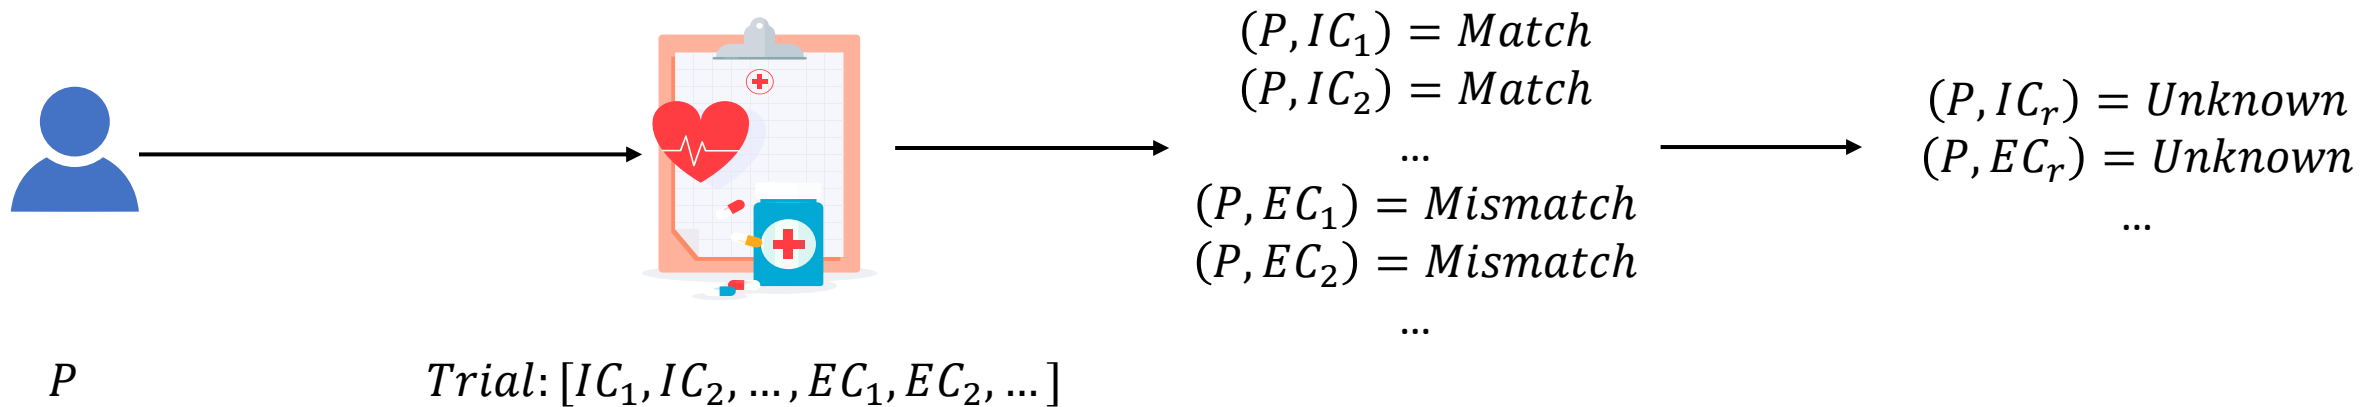 P
Trial: [IC₁, IC₂, … , EC₁, EC₂, … ]
(P, IC₁) = Match
(P, IC₂) = Match
...
(P, EC₁) = Mismatch
(P, EC₂) = Mismatch
...
(P, ICᵣ) = Unknown
(P, ECᵣ) = Unknown
...